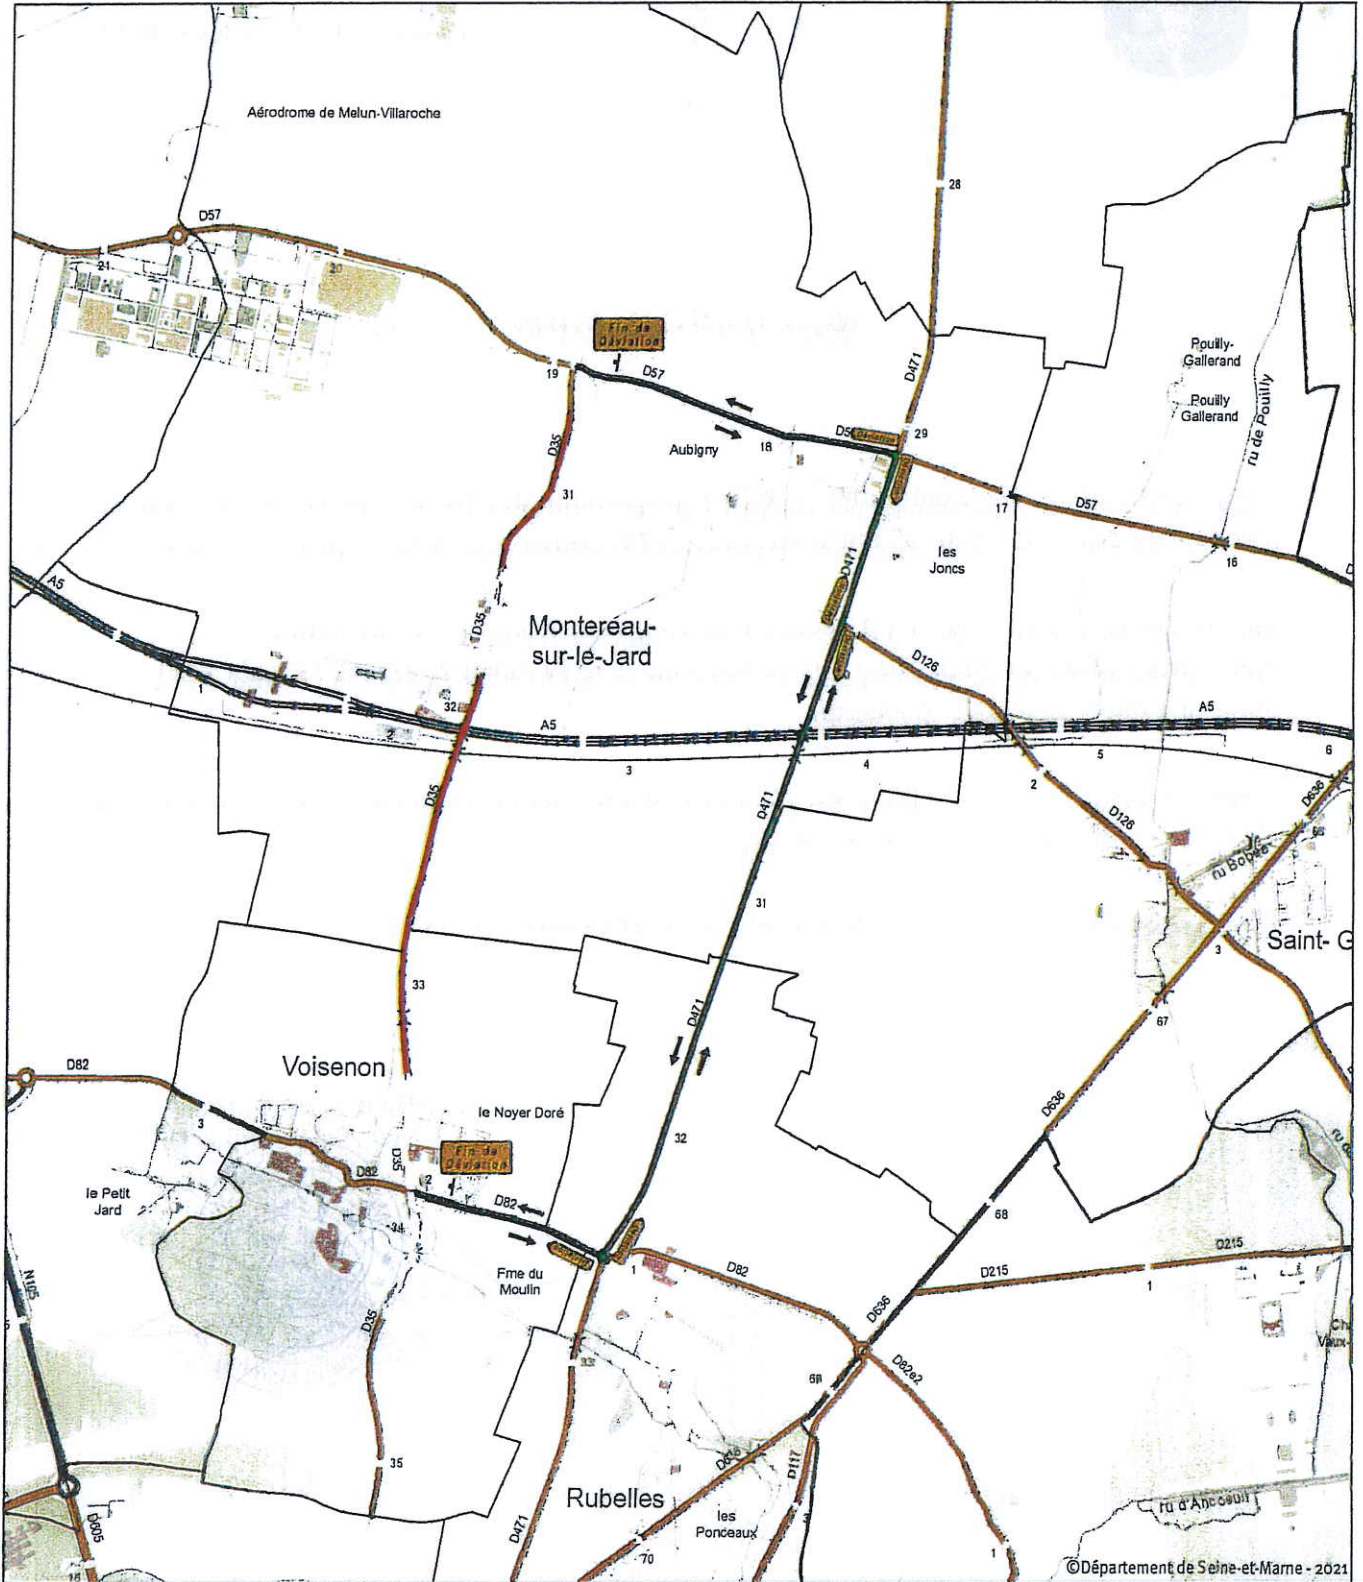 Aérodrome de Melun-Villaroche
28
D57
21
20
Pouilly-
Gallerand
Pouilly
Gallerand
ru de Pouilly
Fin de
Déviation
19
D57
D471
29
Déviation
D35
Aubigny
18
31
17
D57
16
les
Joncs
D471
A5
D35
Montereau-
sur-le-Jard
D126
1
32
2
A5
3
4
A5
5
6
2
D35
D471
D126
D636
66
ru Bobée
31
3
Saint- G
33
D471
67
D82
Voisenon
3
le Noyer Doré
32
D636
D35
Fin de
Déviation
D82
2
D82
le Petit
Jard
34
68
D215
1
D215
N105
Fme du
Moulin
1
D82
D35
D636
33
D82e2
35
D605
Rubelles
D471
les
Ponceaux
D117
70
1
ru d'Ancoeuil
©Département de Seine-et-Marne - 2021